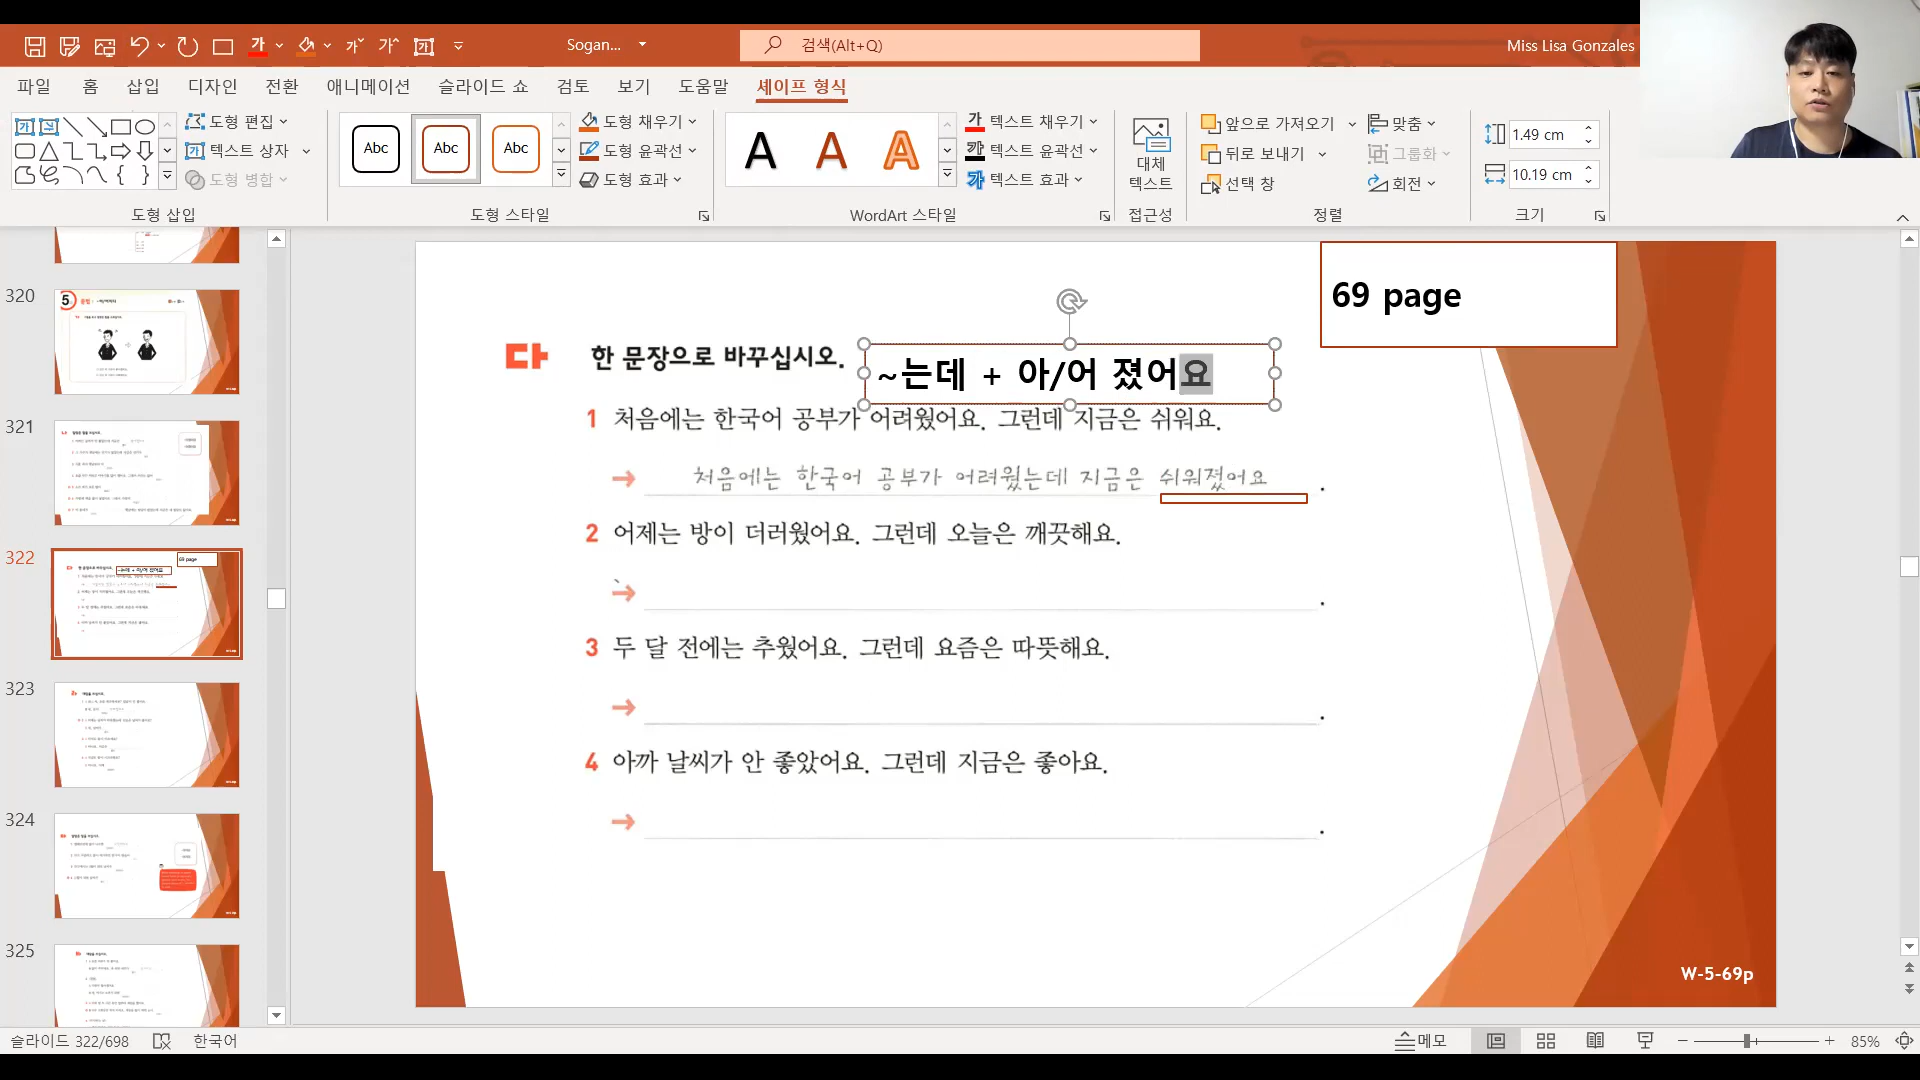 Sogan...
검색(Alt+Q)
Miss Lisa Gonzales
파일 홈 삽입 디자인 전환 애니메이션 슬라이드 쇼 검토 보기 도움말 셰이프 형식
도형 편집
텍스트 상자
도형 병합
도형 삽입
Abc Abc Abc
도형 채우기
도형 윤곽선
도형 효과
도형 스타일
A A A
텍스트 채우기
텍스트 윤곽선
텍스트 효과
WordArt 스타일
대체
텍스트
접근성
앞으로 가져오기
뒤로 보내기
선택 창
맞춤
그룹화
회전
정렬
1.49 cm
10.19 cm
크기
320
321
322
323
324
325
69 page
다 한 문장으로 바꾸십시오.
~는데 + 아/어 졌어요
1 처음에는 한국어 공부가 어려웠어요. 그런데 지금은 쉬워요.
→ 처음에는 한국어 공부가 어려웠는데 지금은 쉬워졌어요.
2 어제는 방이 더러웠어요. 그런데 오늘은 깨끗해요.
→ .
3 두 달 전에는 추웠어요. 그런데 요즘은 따뜻해요.
→ .
4 아까 날씨가 안 좋았어요. 그런데 지금은 좋아요.
→ .
W-5-69p
슬라이드 322/698 한국어
메모
85%